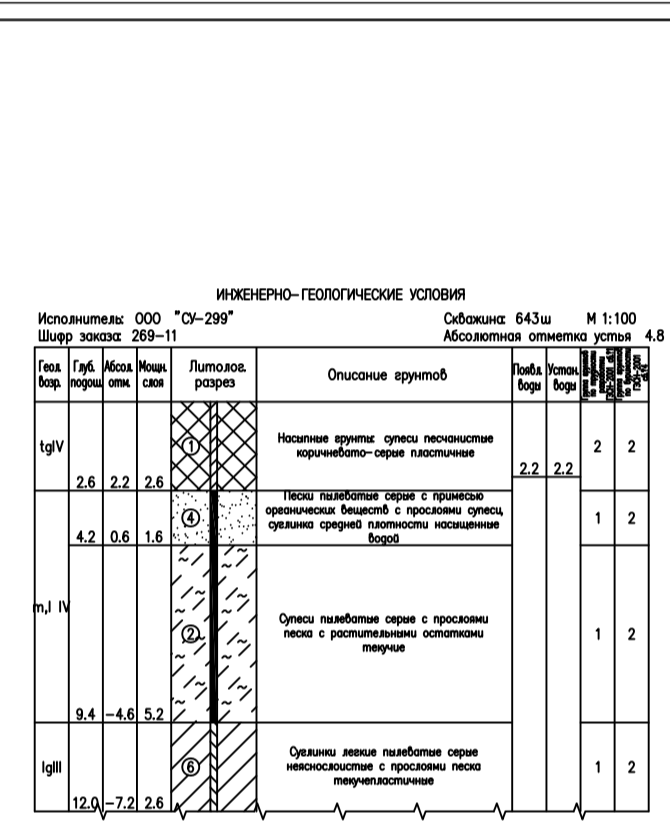 ИНЖЕНЕРНО-ГЕОЛОГИЧЕСКИЕ УСЛОВИЯ
Исполнитель: ООО "СУ-299" Скважина: 643ш М 1:100
Шифр заказа: 269-11 Абсолютная отметка устья 4.8
Геол. возр.
Глуб. подош.
Абсол. отм.
Мощн. слоя
Литолог. разрез
Описание грунтов
Появл. воды
Устан. воды
tgIV
2.6 2.2 2.6
1
Насыпные грунты: супеси песчанистые
коричневато-серые пластичные
2.2 2.2
2 2
4.2 0.6 1.6
4
Пески пылеватые серые с примесью
органических веществ с прослоями супеси,
суглинка средней плотности насыщенные
водой
1 2
m,l IV
9.4 -4.6 5.2
2
Супеси пылеватые серые с прослоями
песка с растительными остатками
текучие
1 2
lgIII
12.0 -7.2 2.6
6
Суглинки легкие пылеватые серые
неяснослоистые с прослоями песка
текучепластичные
1 2